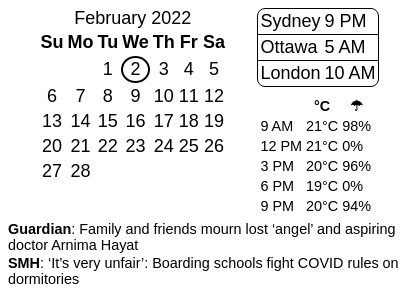 February 2022
Su Mo Tu We Th Fr Sa
1 2 3 4 5
6 7 8 9 10 11 12
13 14 15 16 17 18 19
20 21 22 23 24 25 26
27 28
Sydney 9 PM
Ottawa 5 AM
London 10 AM
°C ☂
9 AM 21°C 98%
12 PM 21°C 0%
3 PM 20°C 96%
6 PM 19°C 0%
9 PM 20°C 94%
Guardian: Family and friends mourn lost ‘angel’ and aspiring
doctor Arnima Hayat
SMH: ‘It’s very unfair’: Boarding schools fight COVID rules on
dormitories